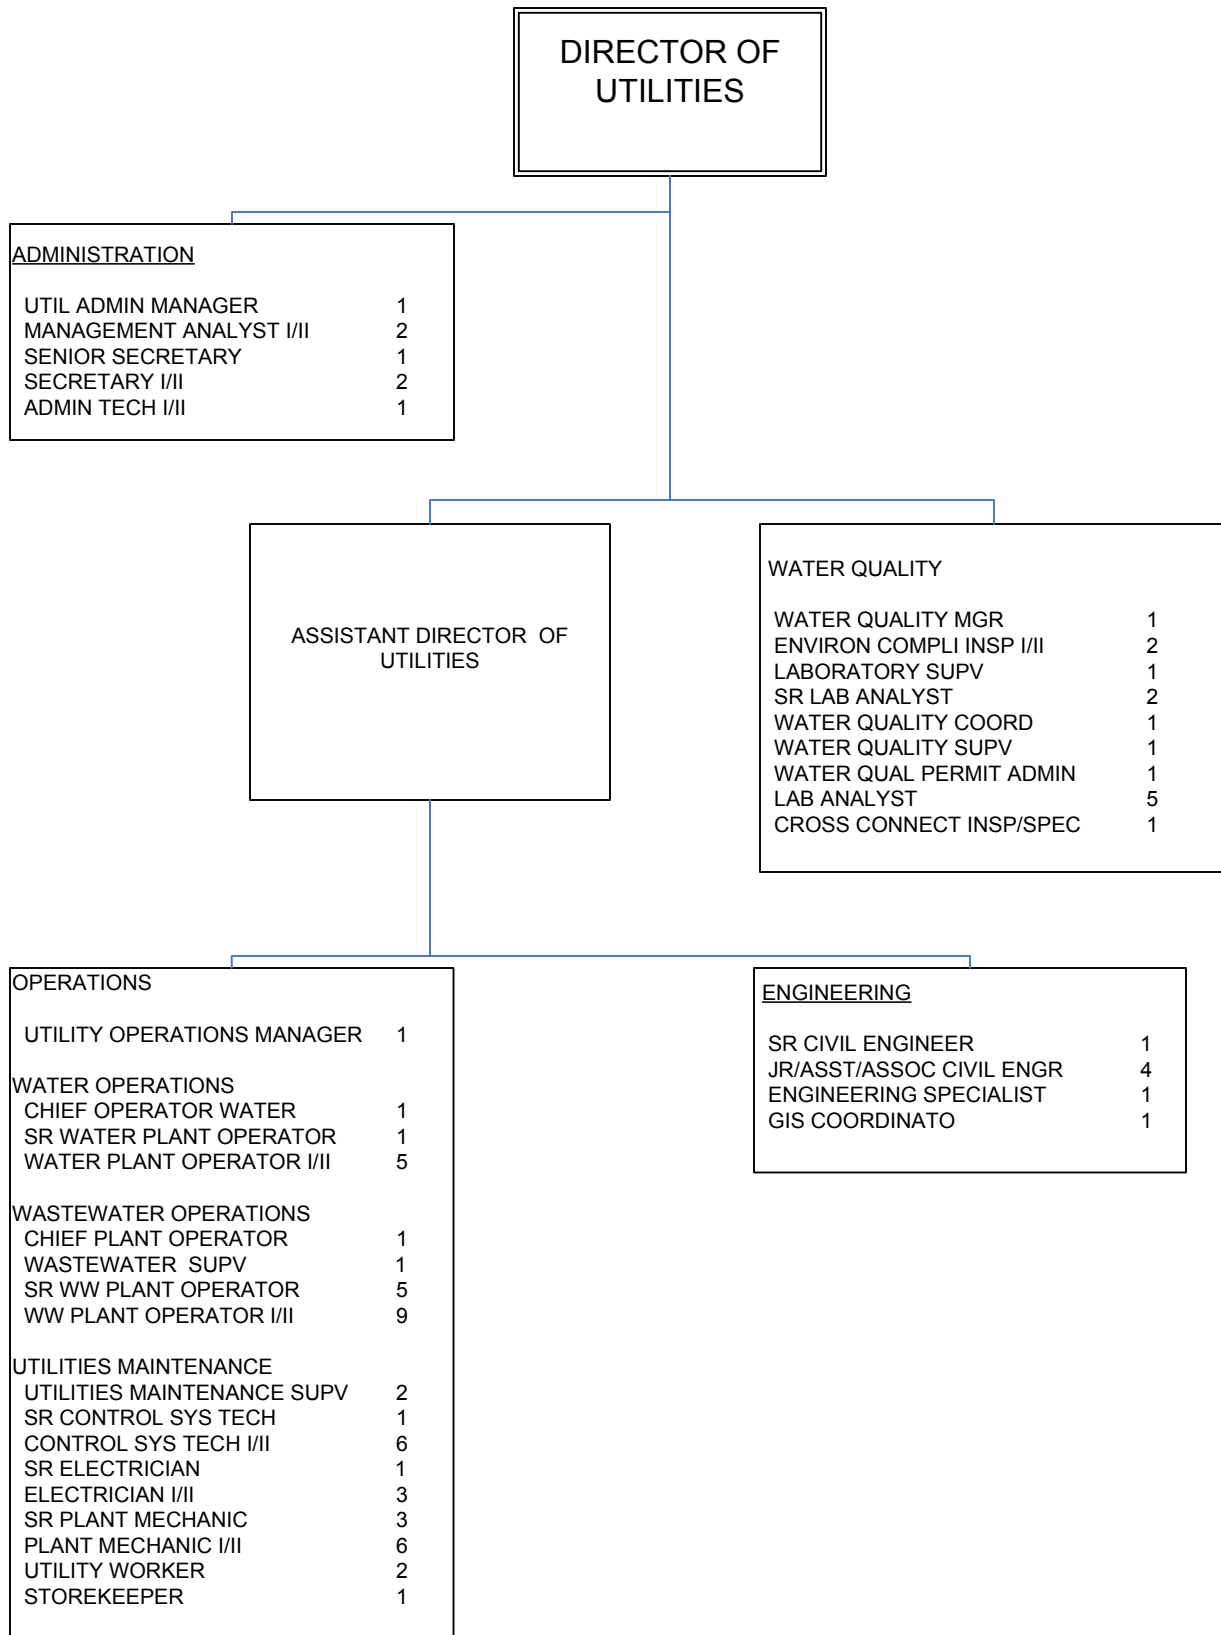 DIRECTOR OF
UTILITIES
ADMINISTRATION
UTIL ADMIN MANAGER 1
MANAGEMENT ANALYST I/II 2
SENIOR SECRETARY 1
SECRETARY I/II 2
ADMIN TECH I/II 1
ASSISTANT DIRECTOR OF
UTILITIES
WATER QUALITY
WATER QUALITY MGR 1
ENVIRON COMPLI INSP I/II 2
LABORATORY SUPV 1
SR LAB ANALYST 2
WATER QUALITY COORD 1
WATER QUALITY SUPV 1
WATER QUAL PERMIT ADMIN 1
LAB ANALYST 5
CROSS CONNECT INSP/SPEC 1
OPERATIONS
UTILITY OPERATIONS MANAGER 1
WATER OPERATIONS
CHIEF OPERATOR WATER 1
SR WATER PLANT OPERATOR 1
WATER PLANT OPERATOR I/II 5
WASTEWATER OPERATIONS
CHIEF PLANT OPERATOR 1
WASTEWATER SUPV 1
SR WW PLANT OPERATOR 5
WW PLANT OPERATOR I/II 9
UTILITIES MAINTENANCE
UTILITIES MAINTENANCE SUPV 2
SR CONTROL SYS TECH 1
CONTROL SYS TECH I/II 6
SR ELECTRICIAN 1
ELECTRICIAN I/II 3
SR PLANT MECHANIC 3
PLANT MECHANIC I/II 6
UTILITY WORKER 2
STOREKEEPER 1
ENGINEERING
SR CIVIL ENGINEER 1
JR/ASST/ASSOC CIVIL ENGR 4
ENGINEERING SPECIALIST 1
GIS COORDINATO 1